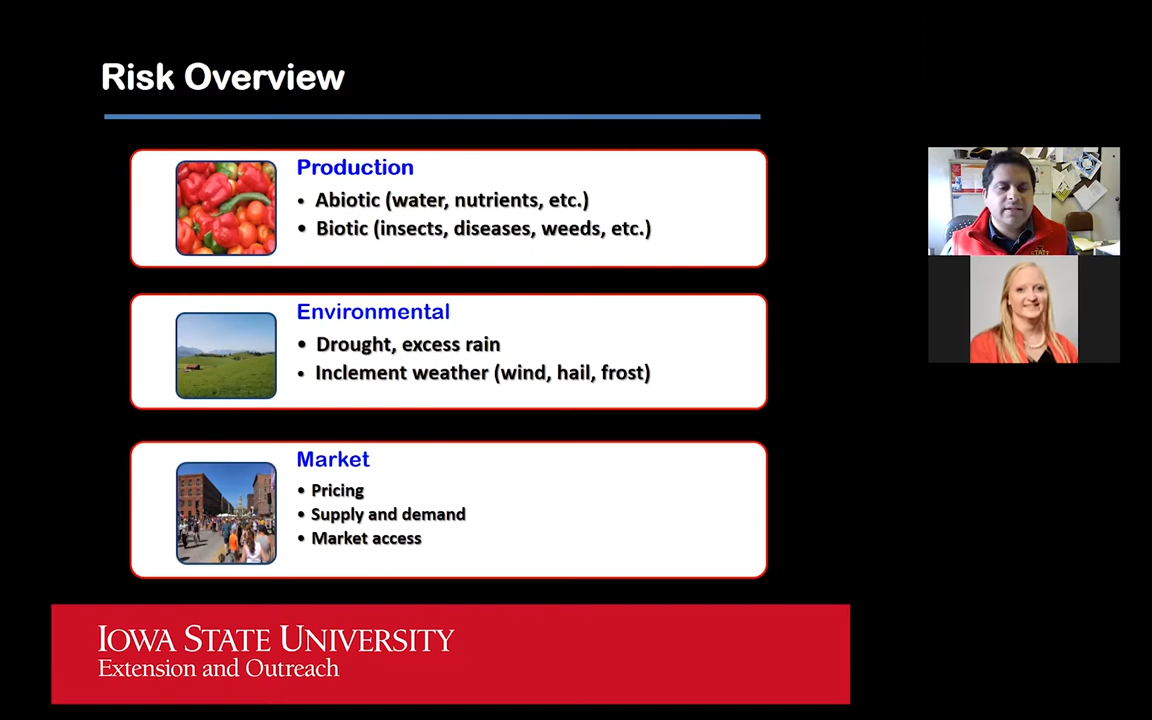 Risk Overview
Production
• Abiotic (water, nutrients, etc.)
• Biotic (insects, diseases, weeds, etc.)
Environmental
• Drought, excess rain
• Inclement weather (wind, hail, frost)
Market
• Pricing
• Supply and demand
• Market access
IOWA STATE UNIVERSITY
Extension and Outreach